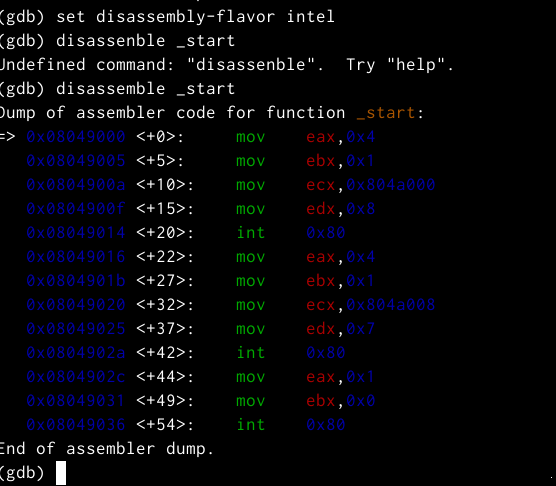 (gdb) set disassembly-flavor intel
(gdb) disassenble _start
Undefined command: "disassenble".  Try "help".
(gdb) disassemble _start
Dump of assembler code for function _start:
=> 0x08049000 <+0>:     mov    eax,0x4
   0x08049005 <+5>:     mov    ebx,0x1
   0x0804900a <+10>:    mov    ecx,0x804a000
   0x0804900f <+15>:    mov    edx,0x8
   0x08049014 <+20>:    int    0x80
   0x08049016 <+22>:    mov    eax,0x4
   0x0804901b <+27>:    mov    ebx,0x1
   0x08049020 <+32>:    mov    ecx,0x804a008
   0x08049025 <+37>:    mov    edx,0x7
   0x0804902a <+42>:    int    0x80
   0x0804902c <+44>:    mov    eax,0x1
   0x08049031 <+49>:    mov    ebx,0x0
   0x08049036 <+54>:    int    0x80
End of assembler dump.
(gdb)